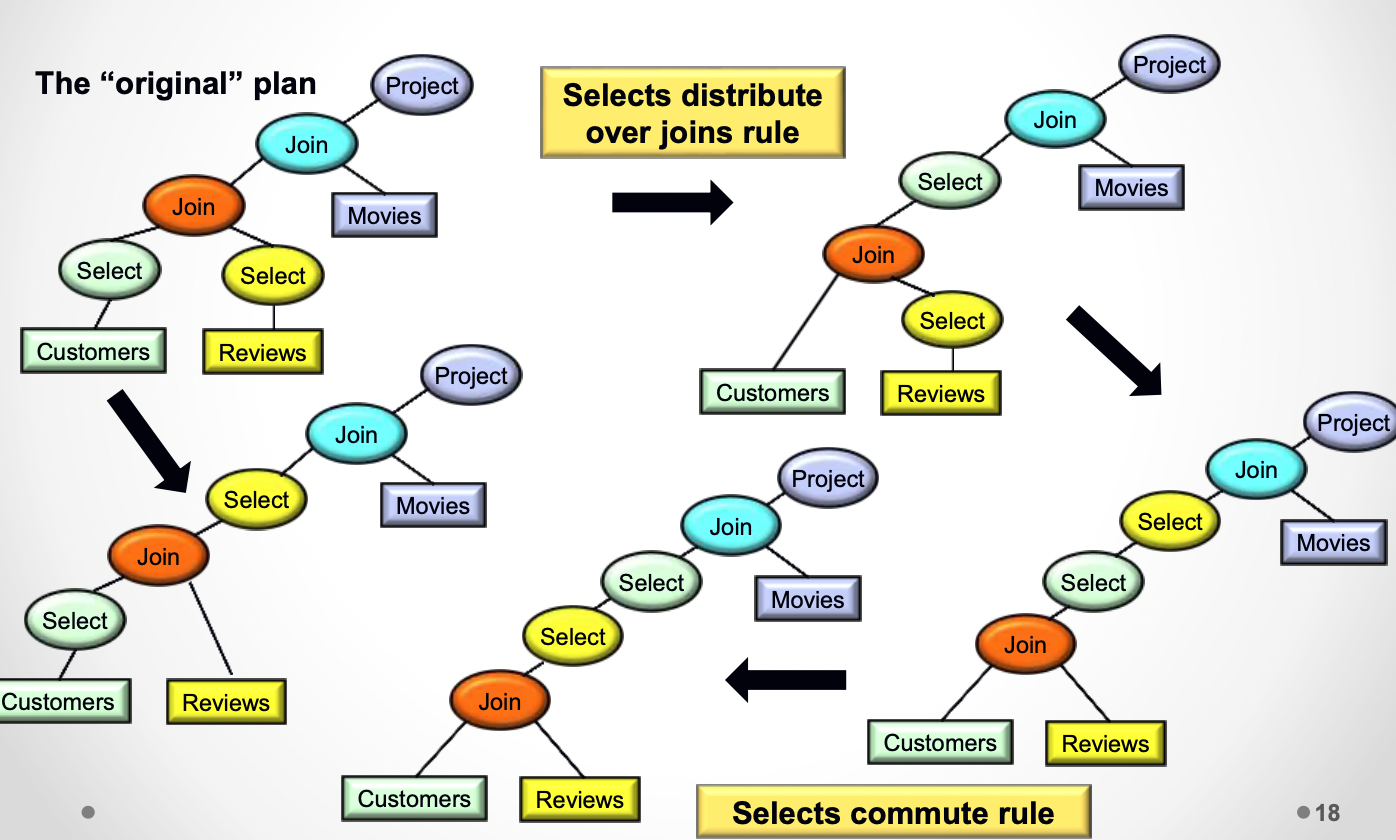 The “original” plan
Project
Join
Join
Movies
Select
Select
Customers
Reviews
Selects distribute
over joins rule
Project
Join
Select
Movies
Join
Select
Customers
Reviews
Project
Join
Select
Movies
Join
Select
Customers
Reviews
Project
Join
Select
Movies
Select
Join
Customers
Reviews
Project
Join
Select
Movies
Select
Join
Customers
Reviews
Selects commute rule
18